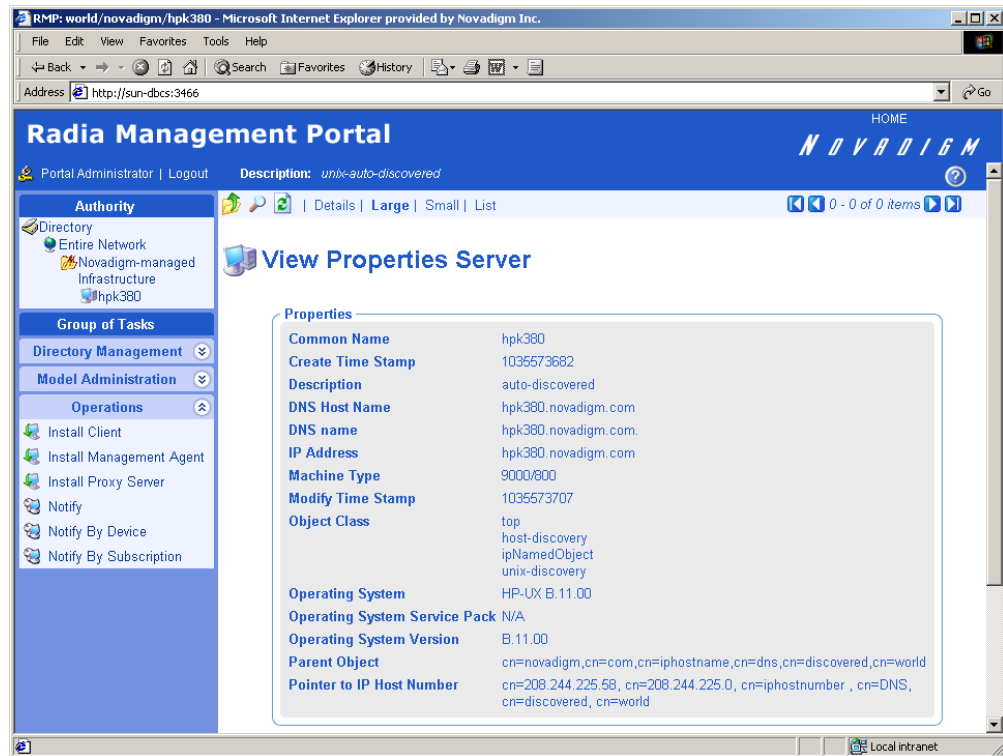 RMP: world/novadigm/hpk380 - Microsoft Internet Explorer provided by Novadigm Inc.
File Edit View Favorites Tools Help
Back Search Favorites History
Address http://sun-dbcs:3466 Go
Radia Management Portal
HOME
NOVADIGM
Portal Administrator | Logout Description: unix-auto-discovered
Authority
Directory
Entire Network
Novadigm-managed
Infrastructure
hpk380
Group of Tasks
Directory Management
Model Administration
Operations
Install Client
Install Management Agent
Install Proxy Server
Notify
Notify By Device
Notify By Subscription
| Details | Large | Small | List
0 - 0 of 0 items
View Properties Server
Properties
Common Name hpk380
Create Time Stamp 1035573682
Description auto-discovered
DNS Host Name hpk380.novadigm.com
DNS name hpk380.novadigm.com.
IP Address hpk380.novadigm.com
Machine Type 9000/800
Modify Time Stamp 1035573707
Object Class top
host-discovery
ipNamedObject
unix-discovery
Operating System HP-UX B.11.00
Operating System Service Pack N/A
Operating System Version B.11.00
Parent Object cn=novadigm,cn=com,cn=iphostname,cn=dns,cn=discovered,cn=world
Pointer to IP Host Number cn=208.244.225.58, cn=208.244.225.0, cn=iphostnumber , cn=DNS,
cn=discovered, cn=world
Local intranet